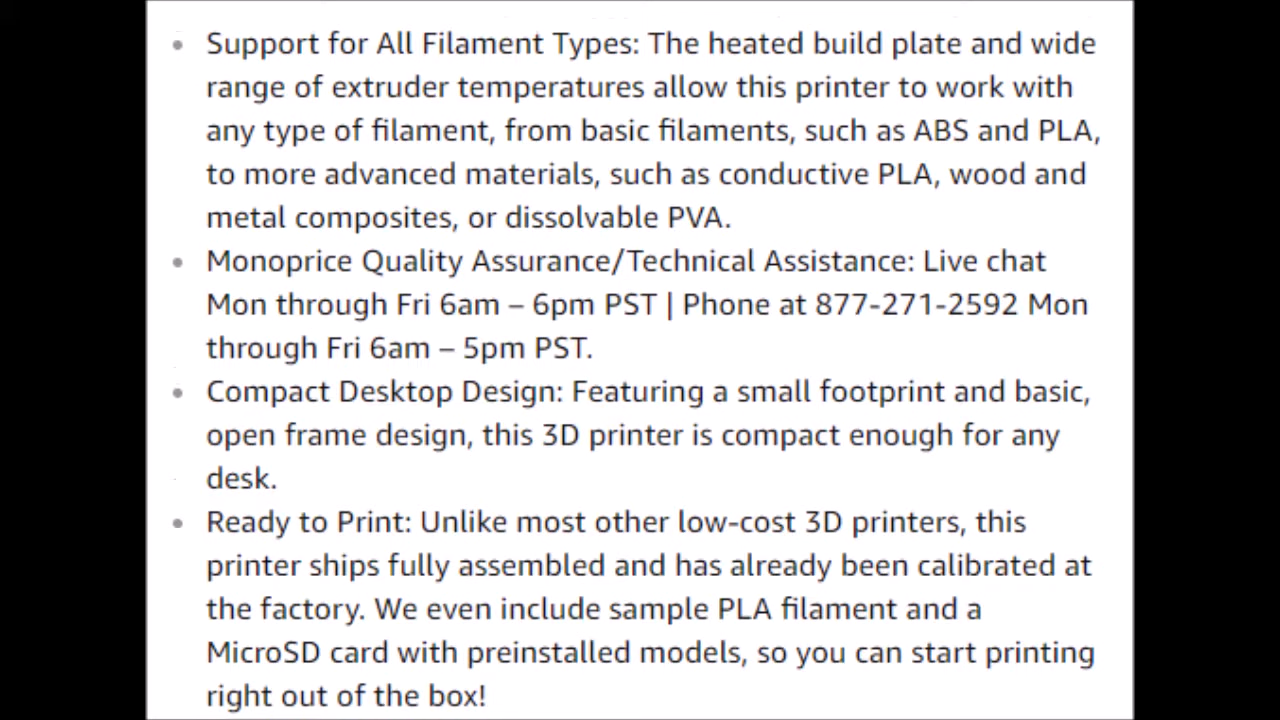 Support for All Filament Types: The heated build plate and wide
range of extruder temperatures allow this printer to work with
any type of filament, from basic filaments, such as ABS and PLA,
to more advanced materials, such as conductive PLA, wood and
metal composites, or dissolvable PVA.
Monoprice Quality Assurance/Technical Assistance: Live chat
Mon through Fri 6am – 6pm PST | Phone at 877-271-2592 Mon
through Fri 6am – 5pm PST.
Compact Desktop Design: Featuring a small footprint and basic,
open frame design, this 3D printer is compact enough for any
desk.
Ready to Print: Unlike most other low-cost 3D printers, this
printer ships fully assembled and has already been calibrated at
the factory. We even include sample PLA filament and a
MicroSD card with preinstalled models, so you can start printing
right out of the box!